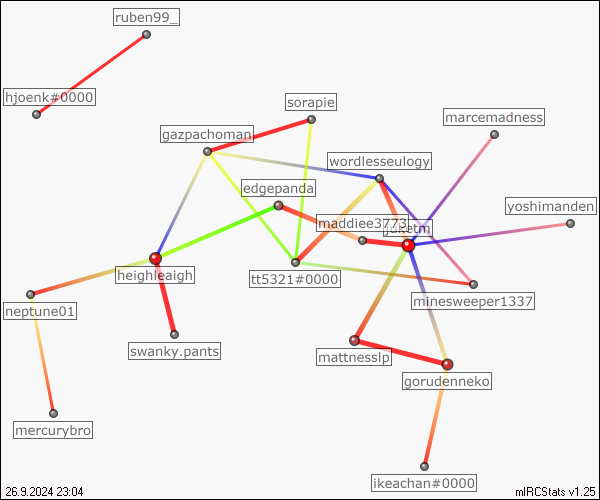 ruben99_
hjoenk#0000
sorapie
marcemadness
gazpachoman
wordlesseulogy
edgepanda
yoshimanden
maddiee3773
heighleaigh
tt5321#0000
minesweeper1337
neptune01
swanky.pants
mattnesslp
gorudenneko
mercurybro
ikeachan#0000
26.9.2024 23:04
mIRCStats v1.25